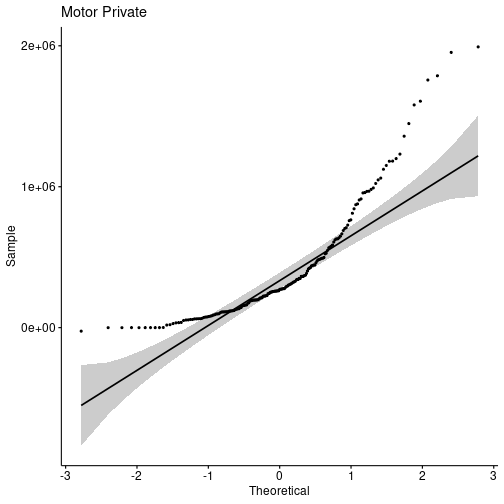 Motor Private
2e+06
1e+06
0e+00
Sample
-3 -2 -1 0 1 2 3
Theoretical